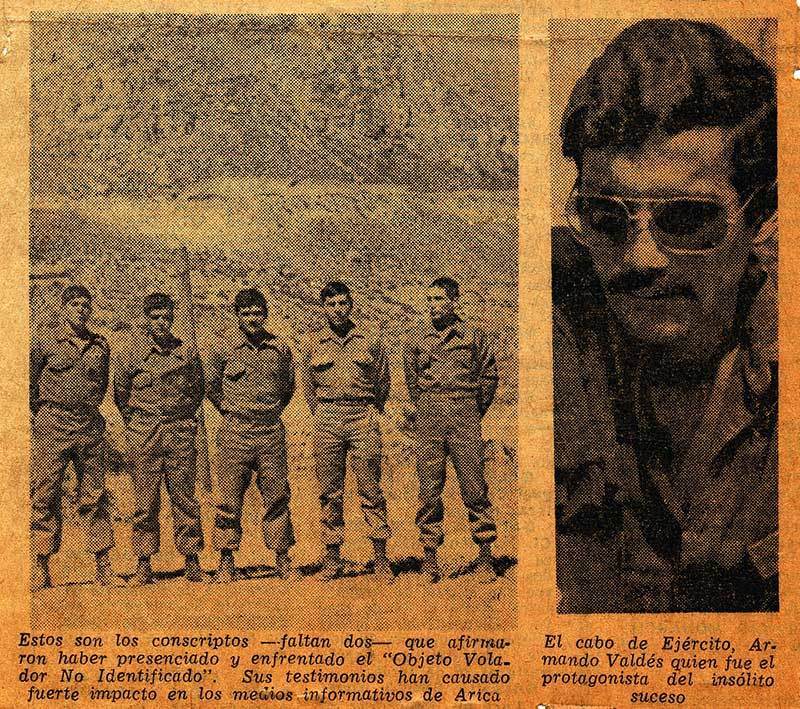 Estos son los conscriptos —faltan dos— que afirma-
ron haber presenciado y enfrentado el "Objeto Vola-
dor No Identificado". Sus testimonios han causado
fuerte impacto en los medios informativos de Arica
El cabo de Ejército, Ar-
mando Valdés quien fue el
protagonista del insólito
suceso